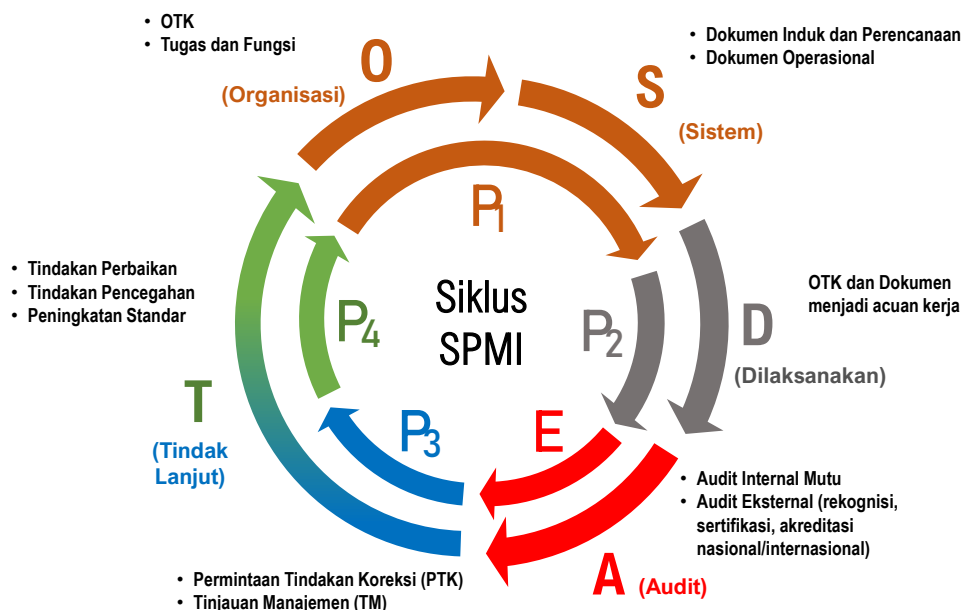 • OTK
• Tugas dan Fungsi
O
(Organisasi)
• Dokumen Induk dan Perencanaan
• Dokumen Operasional
S
(Sistem)
P1
• Tindakan Perbaikan
• Tindakan Pencegahan
• Peningkatan Standar
P4
Siklus
SPMI
P2
OTK dan Dokumen
menjadi acuan kerja
D
(Dilaksanakan)
T
(Tindak
Lanjut)
P3
E
• Audit Internal Mutu
• Audit Eksternal (rekognisi,
sertifikasi, akreditasi
nasional/internasional)
A (Audit)
• Permintaan Tindakan Koreksi (PTK)
• Tinjauan Manajemen (TM)